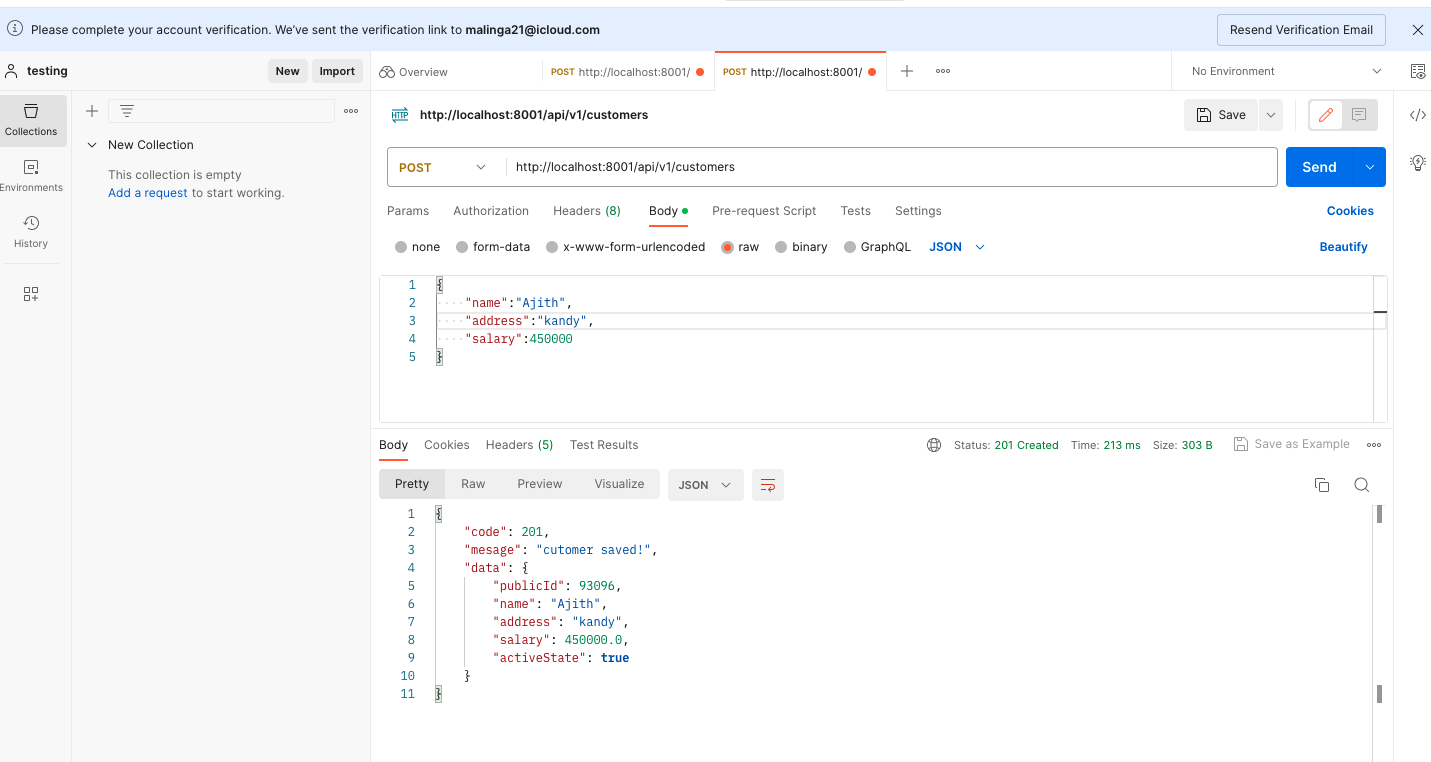 Please complete your account verification. We've sent the verification link to malinga21@icloud.com
Resend Verification Email
testing
New
Import
Overview
POST http://localhost:8001/
POST http://localhost:8001/
No Environment
Collections
Environments
History
New Collection
This collection is empty
Add a request to start working.
HTTP
http://localhost:8001/api/v1/customers
Save
POST
http://localhost:8001/api/v1/customers
Send
Params
Authorization
Headers (8)
Body
Pre-request Script
Tests
Settings
Cookies
none
form-data
x-www-form-urlencoded
raw
binary
GraphQL
JSON
Beautify
1 {
2 "name":"Ajith",
3 "address":"kandy",
4 "salary":450000
5 }
Body
Cookies
Headers (5)
Test Results
Status: 201 Created
Time: 213 ms
Size: 303 B
Save as Example
Pretty
Raw
Preview
Visualize
JSON
1 {
2 "code": 201,
3 "mesage": "cutomer saved!",
4 "data": {
5 "publicId": 93096,
6 "name": "Ajith",
7 "address": "kandy",
8 "salary": 450000.0,
9 "activeState": true
10 }
11 }